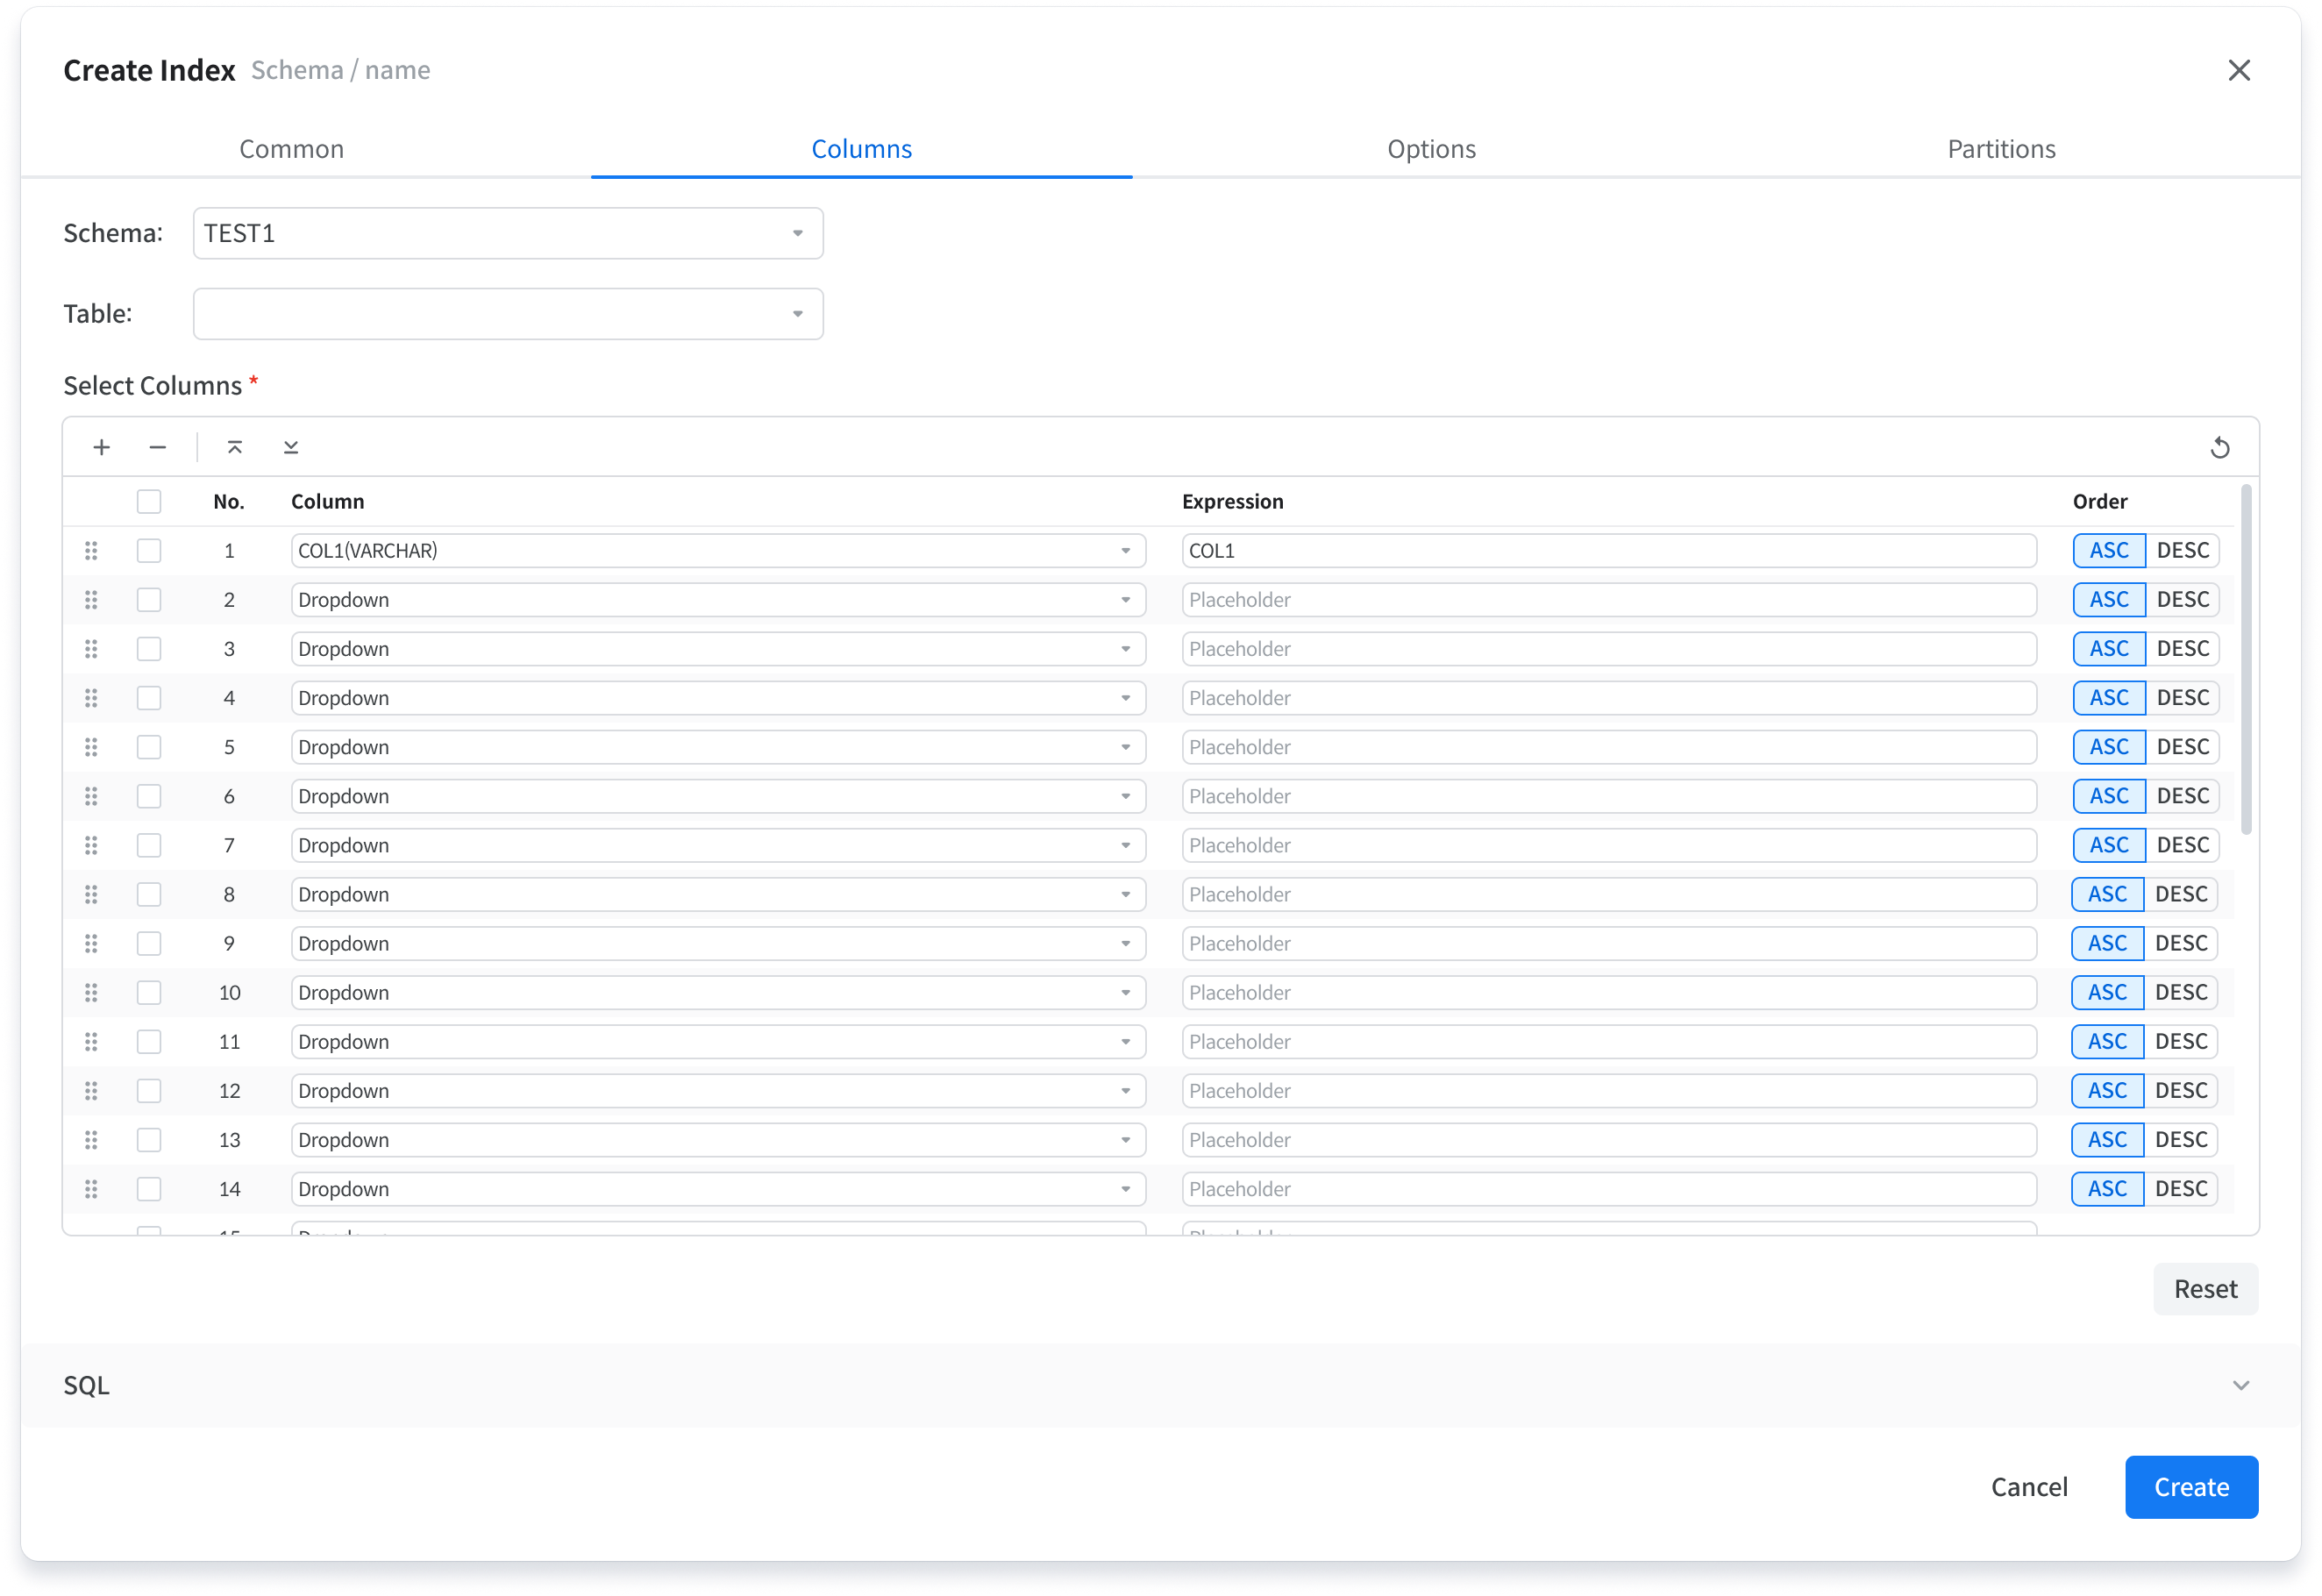 Create Index Schema / name
Common Columns Options Partitions
Schema: TEST1
Table:
Select Columns *
No. Column Expression Order
1 COL1(VARCHAR) COL1 ASC DESC
2 Dropdown Placeholder ASC DESC
3 Dropdown Placeholder ASC DESC
4 Dropdown Placeholder ASC DESC
5 Dropdown Placeholder ASC DESC
6 Dropdown Placeholder ASC DESC
7 Dropdown Placeholder ASC DESC
8 Dropdown Placeholder ASC DESC
9 Dropdown Placeholder ASC DESC
10 Dropdown Placeholder ASC DESC
11 Dropdown Placeholder ASC DESC
12 Dropdown Placeholder ASC DESC
13 Dropdown Placeholder ASC DESC
14 Dropdown Placeholder ASC DESC
Reset
SQL
Cancel Create